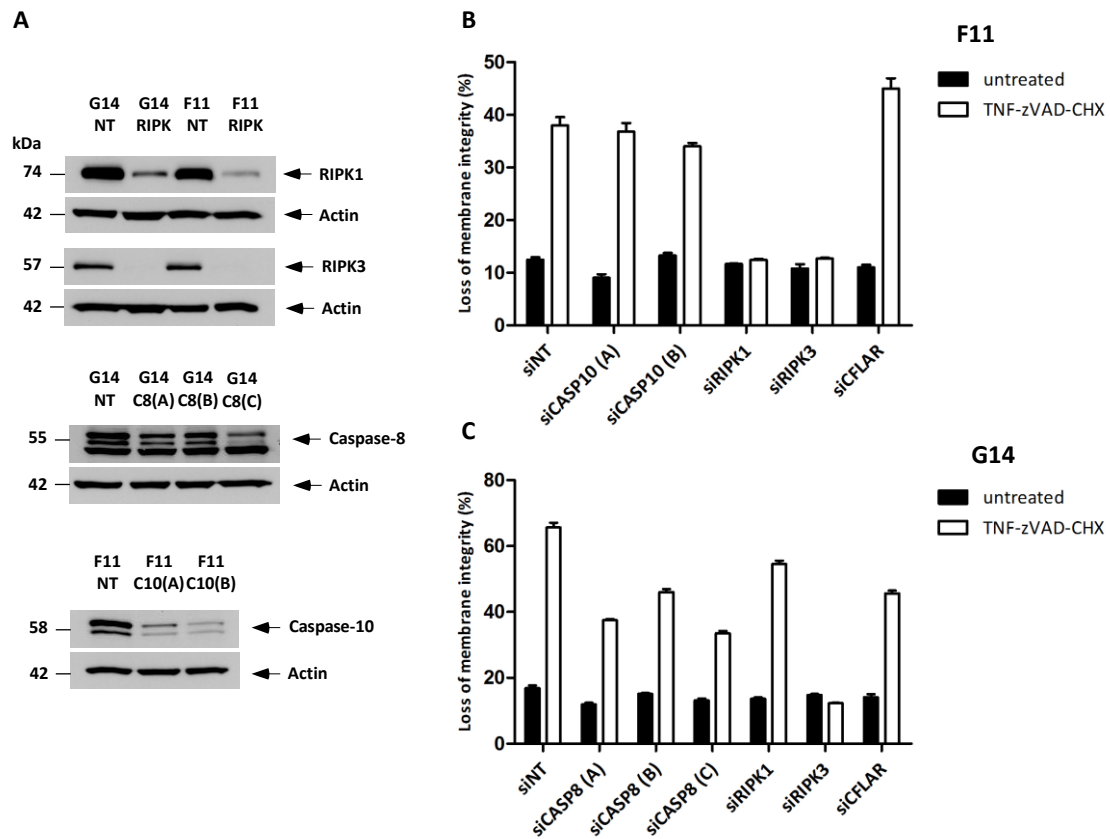 A
G14 G14 F11 F11
NT RIPK NT RIPK
kDa
74 RIPK1
42 Actin
57 RIPK3
42 Actin
G14 G14 G14 G14
NT C8(A) C8(B) C8(C)
55 Caspase-8
42 Actin
F11 F11 F11
NT C10(A) C10(B)
58 Caspase-10
42 Actin
B
F11
untreated
TNF-zVAD-CHX
Loss of membrane integrity (%)
50
40
30
20
10
0
siNT siCASP10 (A) siCASP10 (B) siRIPK1 siRIPK3 siCFLAR
C
G14
untreated
TNF-zVAD-CHX
Loss of membrane integrity (%)
80
60
40
20
0
siNT siCASP8 (A) siCASP8 (B) siCASP8 (C) siRIPK1 siRIPK3 siCFLAR